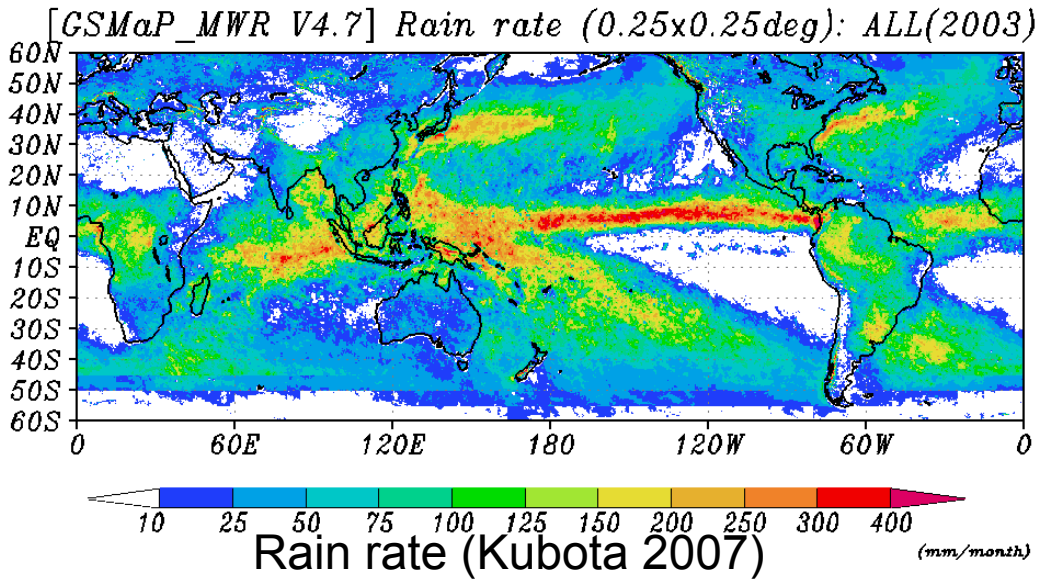 [GSMaP_MWR V4.7] Rain rate (0.25x0.25deg): ALL(2003)
60N
50N
40N
30N
20N
10N
EQ
10S
20S
30S
40S
50S
60S
0 60E 120E 180 120W 60W 0
10 25 50 75 100 125 150 200 250 300 400
Rain rate (Kubota 2007) (mm/month)